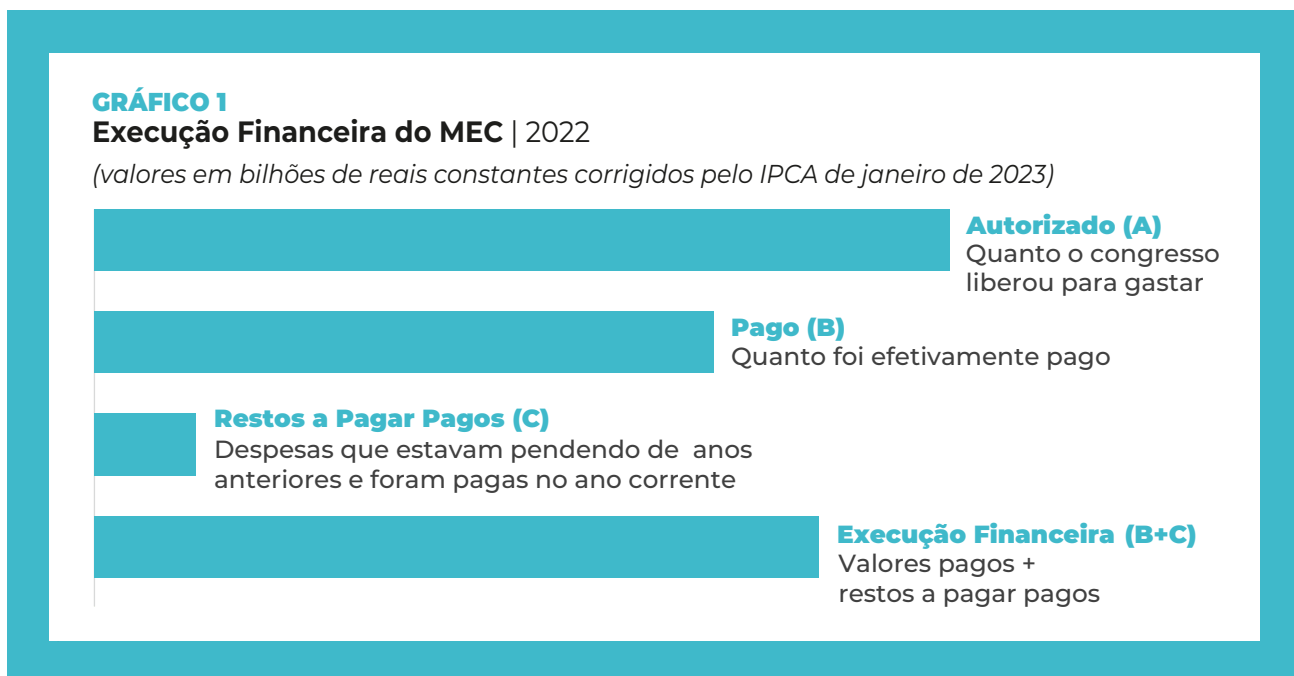 GRÁFICO 1
Execução Financeira do MEC | 2022
(valores em bilhões de reais constantes corrigidos pelo IPCA de janeiro de 2023)
Autorizado (A)
Quanto o congresso
liberou para gastar
Pago (B)
Quanto foi efetivamente pago
Restos a Pagar Pagos (C)
Despesas que estavam pendendo de anos
anteriores e foram pagas no ano corrente
Execução Financeira (B+C)
Valores pagos +
restos a pagar pagos